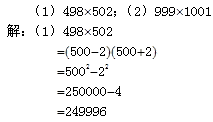 (1) 498×502; (2) 999×1001
解: (1) 498×502
=(500-2)(500+2)
=500²-2²
=250000-4
=249996